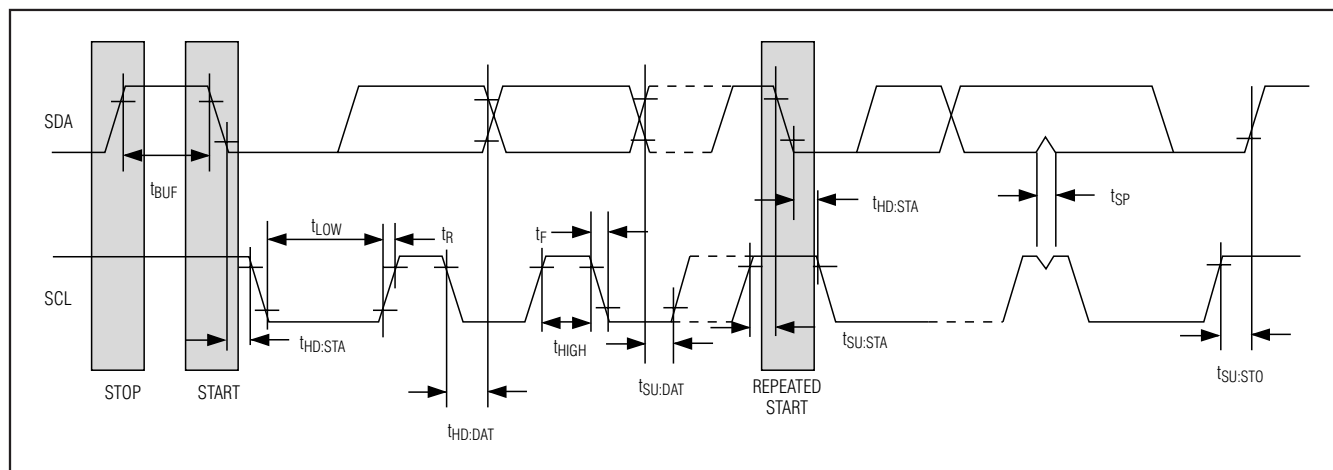 SDA
tBUF
tHD:STA
tSP
tLOW
tR
tF
SCL
tHD:STA
tHIGH
tSU:DAT
tSU:STA
tSU:STO
STOP
START
REPEATED
START
tHD:DAT